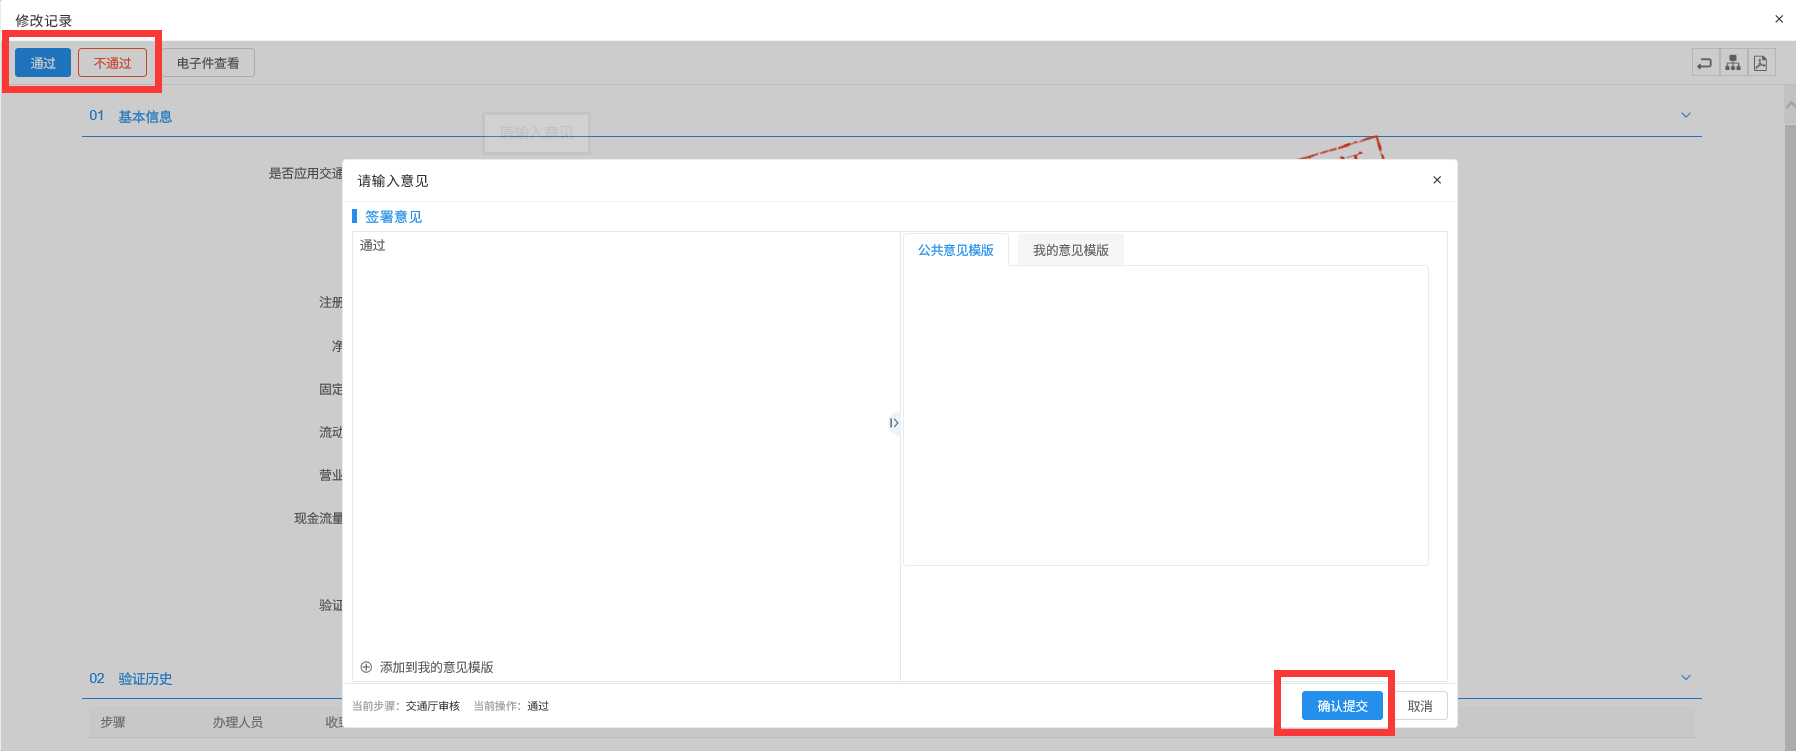 修改记录
通过
不通过
电子件查看
01 基本信息
请输入意见
是否应用交通
注册
净
固定
流动
营业
现金流量
验证
请输入意见
签署意见
通过
公共意见模版
我的意见模版
添加到我的意见模版
当前步骤：交通厅审核 当前操作：通过
确认提交
取消
02 验证历史
步骤 办理人员